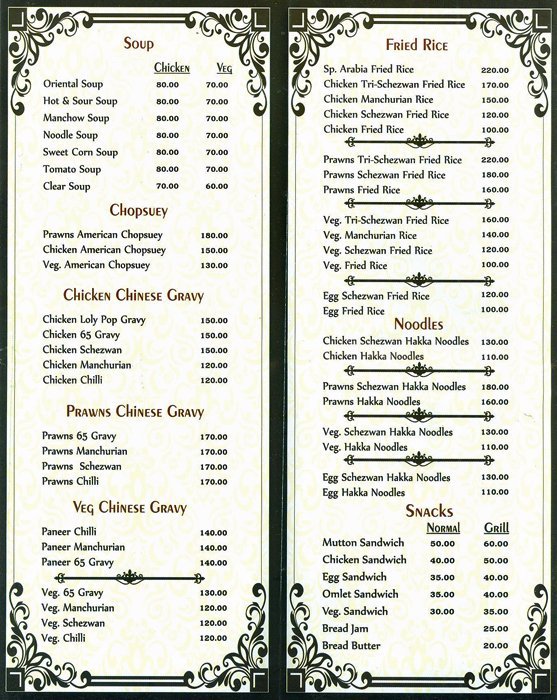 Soup
Chicken Veg
Oriental Soup 80.00 70.00
Hot & Sour Soup 80.00 70.00
Manchow Soup 80.00 70.00
Noodle Soup 80.00 70.00
Sweet Corn Soup 80.00 70.00
Tomato Soup 80.00 70.00
Clear Soup 70.00 60.00
Chopsuey
Prawns American Chopsuey 180.00
Chicken American Chopsuey 150.00
Veg. American Chopsuey 130.00
Chicken Chinese Gravy
Chicken Loly Pop Gravy 150.00
Chicken 65 Gravy 150.00
Chicken Schezwan 150.00
Chicken Manchurian 120.00
Chicken Chilli 120.00
Prawns Chinese Gravy
Prawns 65 Gravy 170.00
Prawns Manchurian 170.00
Prawns Schezwan 170.00
Prawns Chilli 170.00
Veg Chinese Gravy
Paneer Chilli 140.00
Paneer Manchurian 140.00
Paneer 65 Gravy 140.00
Veg. 65 Gravy 130.00
Veg. Manchurian 120.00
Veg. Schezwan 120.00
Veg. Chilli 120.00
Fried Rice
Sp. Arabia Fried Rice 220.00
Chicken Tri-Schezwan Fried Rice 170.00
Chicken Manchurian Rice 150.00
Chicken Schezwan Fried Rice 120.00
Chicken Fried Rice 100.00
Prawns Tri-Schezwan Fried Rice 220.00
Prawns Schezwan Fried Rice 180.00
Prawns Fried Rice 160.00
Veg. Tri-Schezwan Fried Rice 160.00
Veg. Manchurian Rice 140.00
Veg. Schezwan Fried Rice 120.00
Veg. Fried Rice 100.00
Egg Schezwan Fried Rice 120.00
Egg Fried Rice 100.00
Noodles
Chicken Schezwan Hakka Noodles 130.00
Chicken Hakka Noodles 110.00
Prawns Schezwan Hakka Noodles 180.00
Prawns Hakka Noodles 160.00
Veg. Schezwan Hakka Noodles 130.00
Veg. Hakka Noodles 110.00
Egg Schezwan Hakka Noodles 130.00
Egg Hakka Noodles 110.00
Snacks
Normal Grill
Mutton Sandwich 50.00 60.00
Chicken Sandwich 40.00 50.00
Egg Sandwich 35.00 40.00
Omlet Sandwich 35.00 40.00
Veg. Sandwich 30.00 35.00
Bread Jam 25.00
Bread Butter 20.00